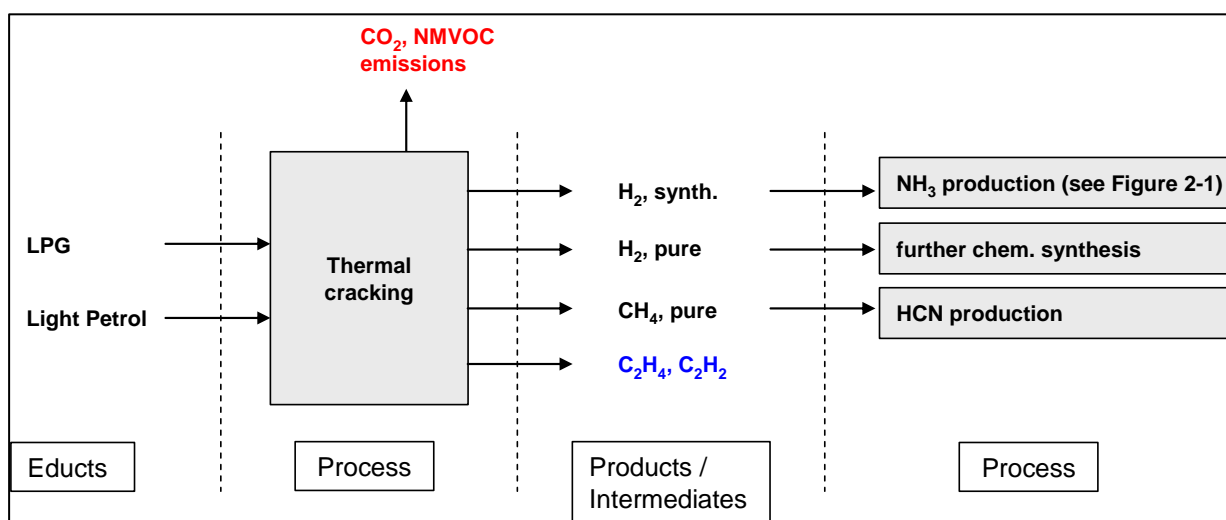 CO₂, NMVOC
emissions
LPG
Light Petrol
Thermal
cracking
H₂, synth.
H₂, pure
CH₄, pure
C₂H₄, C₂H₂
NH₃ production (see Figure 2-1)
further chem. synthesis
HCN production
Educts
Process
Products /
Intermediates
Process